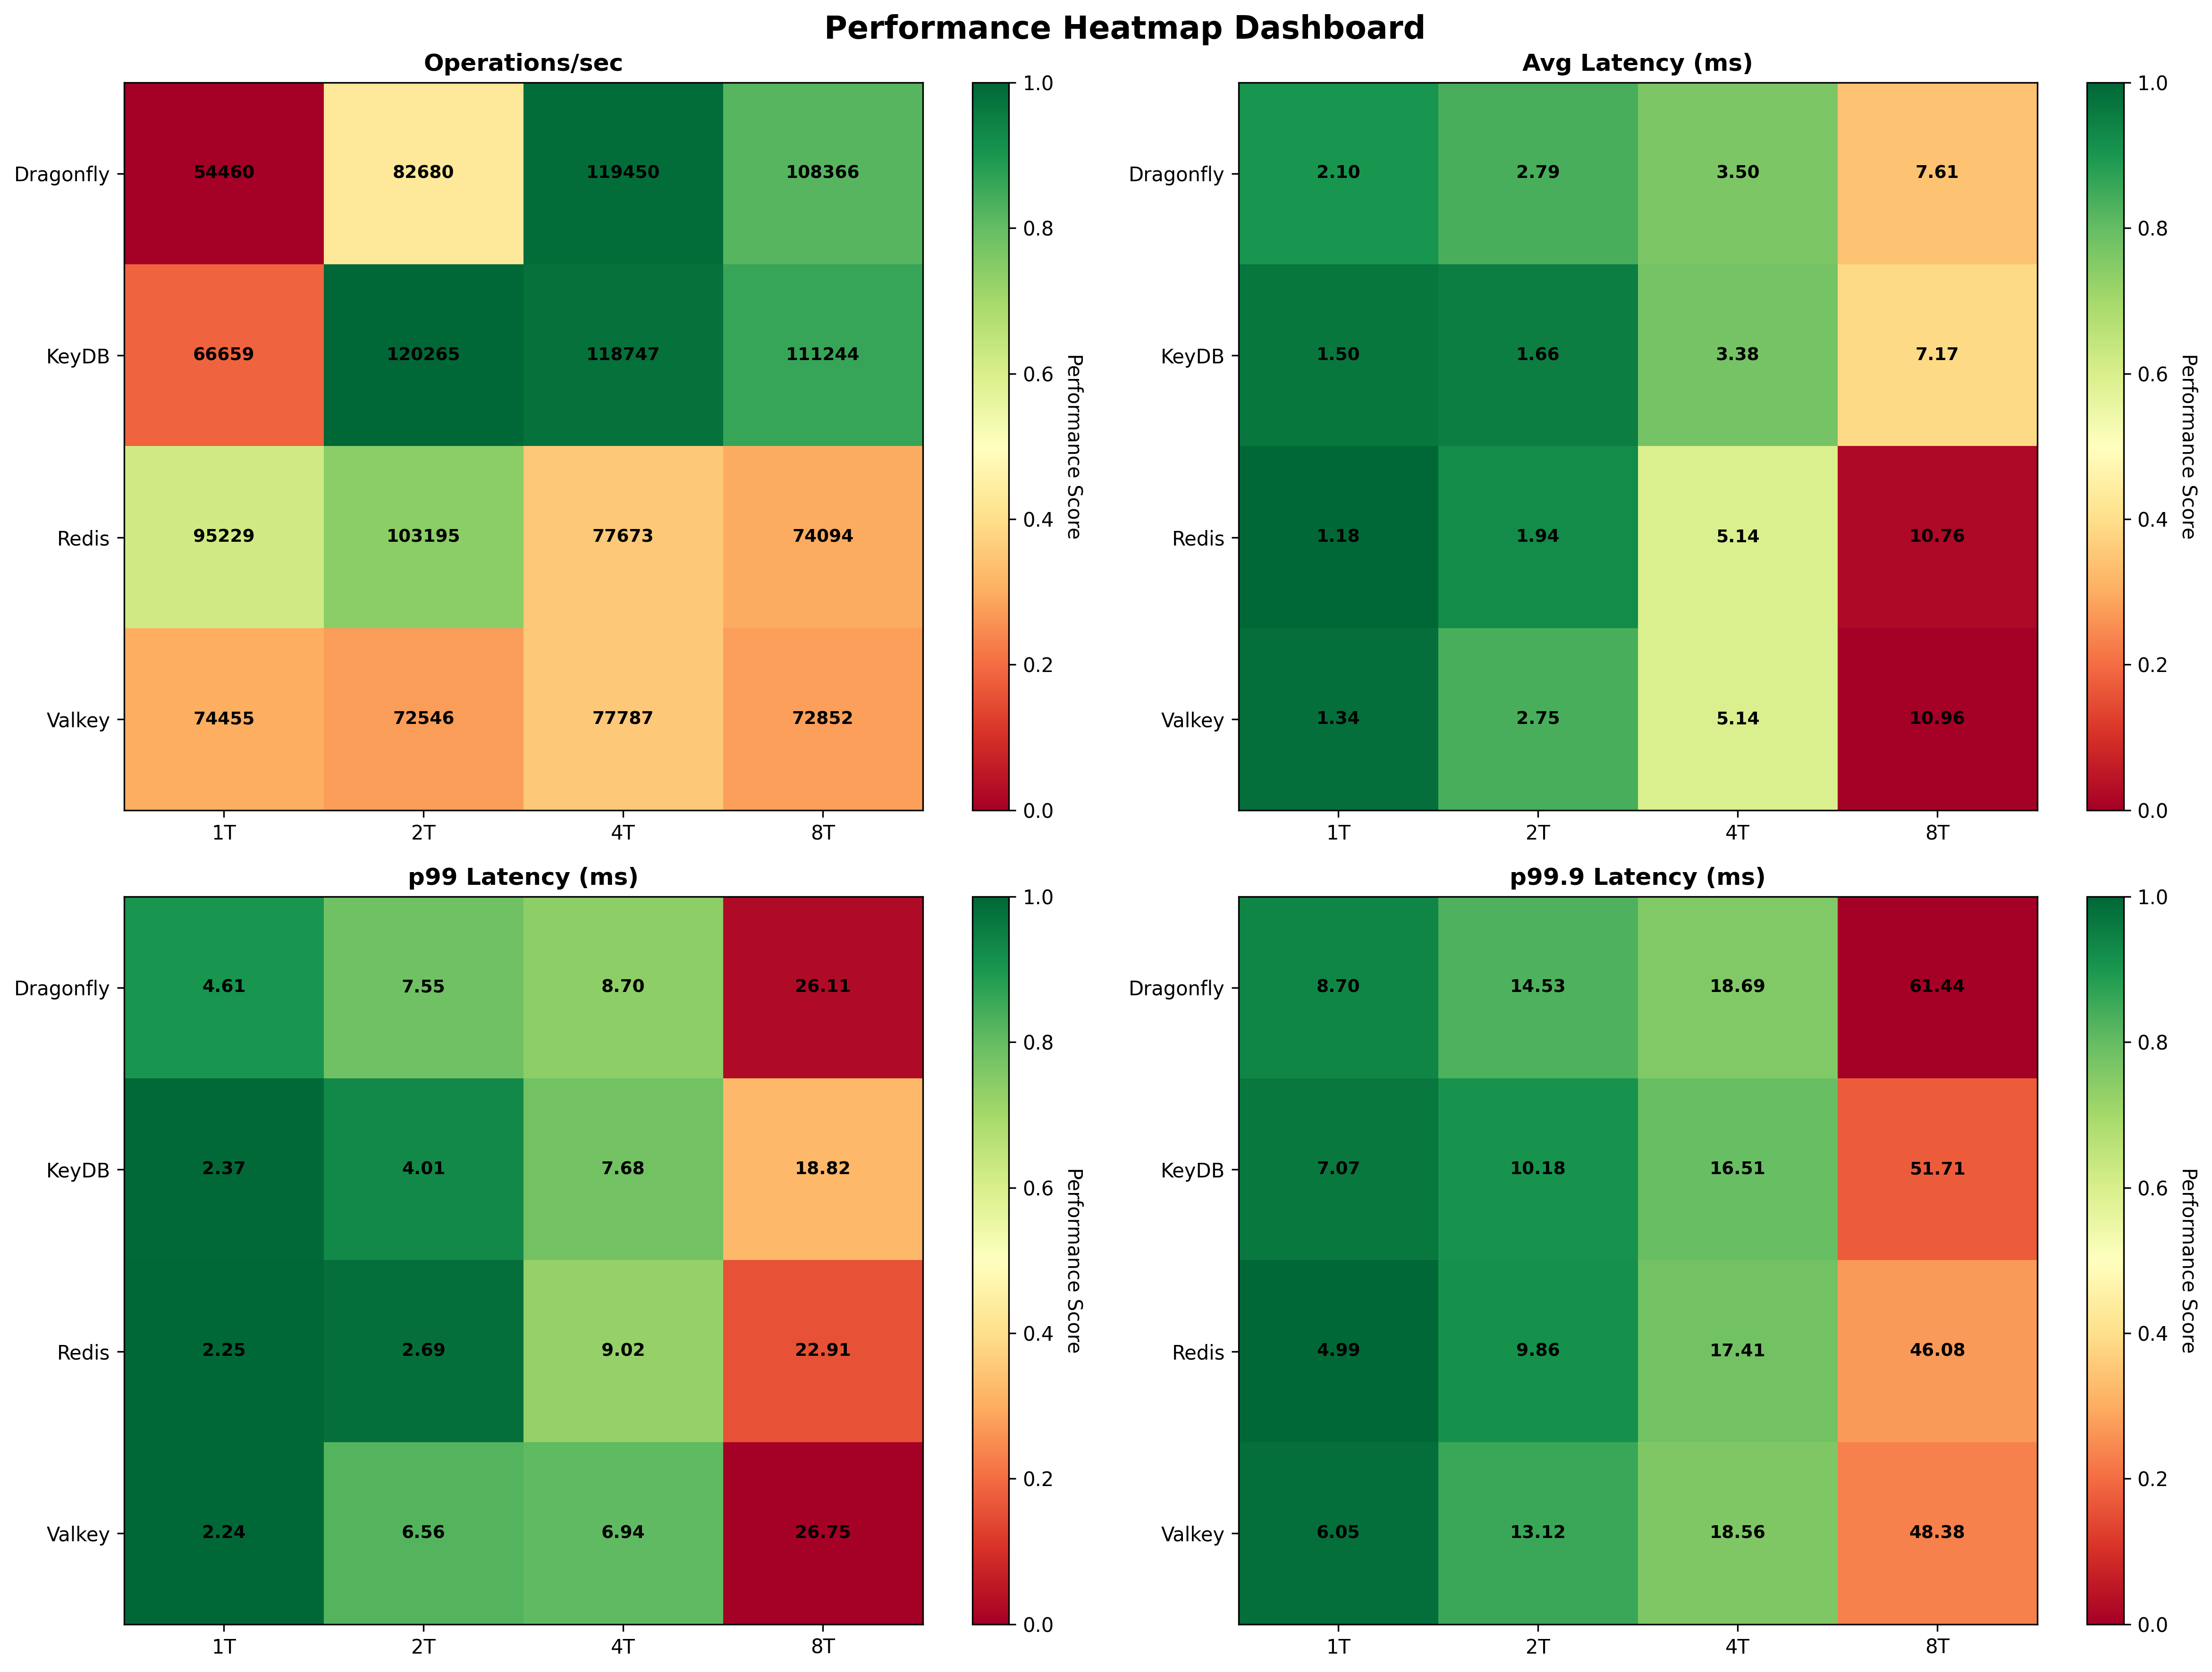 Performance Heatmap Dashboard
Operations/sec
Dragonfly 54460 82680 119450 108366
KeyDB 66659 120265 118747 111244
Redis 95229 103195 77673 74094
Valkey 74455 72546 77787 72852
1T 2T 4T 8T
1.0
0.8
0.6
0.4
0.2
0.0
Performance Score
Avg Latency (ms)
Dragonfly 2.10 2.79 3.50 7.61
KeyDB 1.50 1.66 3.38 7.17
Redis 1.18 1.94 5.14 10.76
Valkey 1.34 2.75 5.14 10.96
1T 2T 4T 8T
1.0
0.8
0.6
0.4
0.2
0.0
Performance Score
p99 Latency (ms)
Dragonfly 4.61 7.55 8.70 26.11
KeyDB 2.37 4.01 7.68 18.82
Redis 2.25 2.69 9.02 22.91
Valkey 2.24 6.56 6.94 26.75
1T 2T 4T 8T
1.0
0.8
0.6
0.4
0.2
0.0
Performance Score
p99.9 Latency (ms)
Dragonfly 8.70 14.53 18.69 61.44
KeyDB 7.07 10.18 16.51 51.71
Redis 4.99 9.86 17.41 46.08
Valkey 6.05 13.12 18.56 48.38
1T 2T 4T 8T
1.0
0.8
0.6
0.4
0.2
0.0
Performance Score